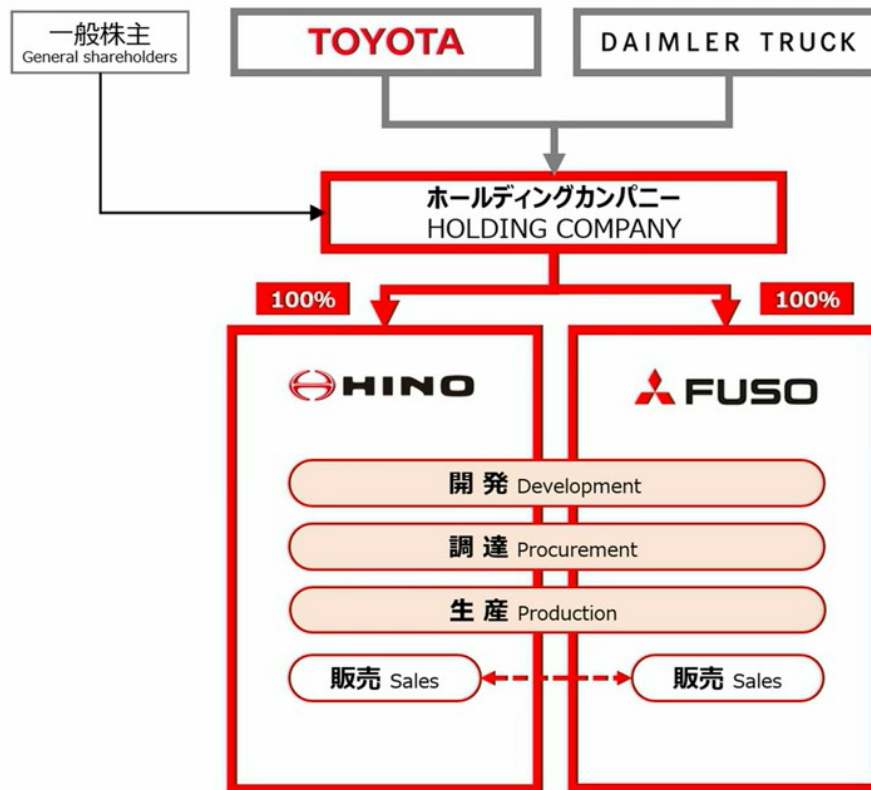 一般株主
General shareholders
TOYOTA
DAIMLER TRUCK
ホールディングカンパニー
HOLDING COMPANY
100%
100%
HINO
FUSO
開発 Development
調達 Procurement
生産 Production
販売 Sales
販売 Sales